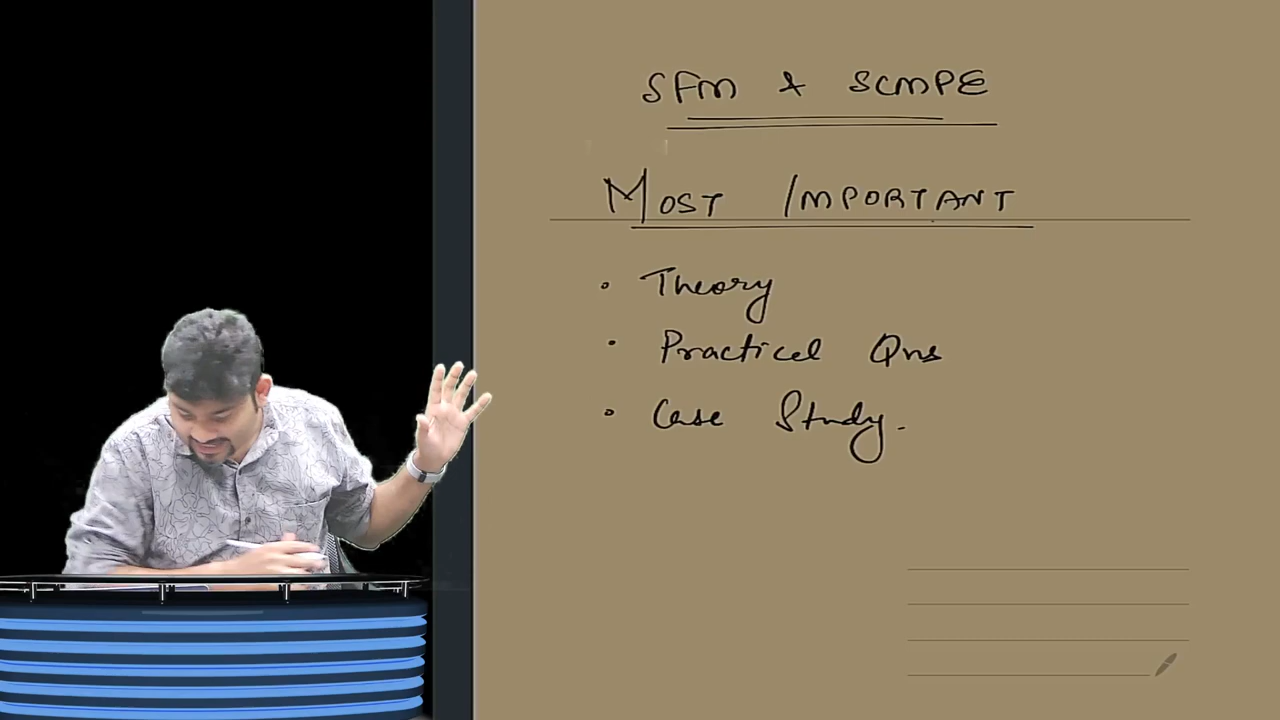 SFM & SCMPE
MOST IMPORTANT
• Theory
• Practical Qns
• Case Study.